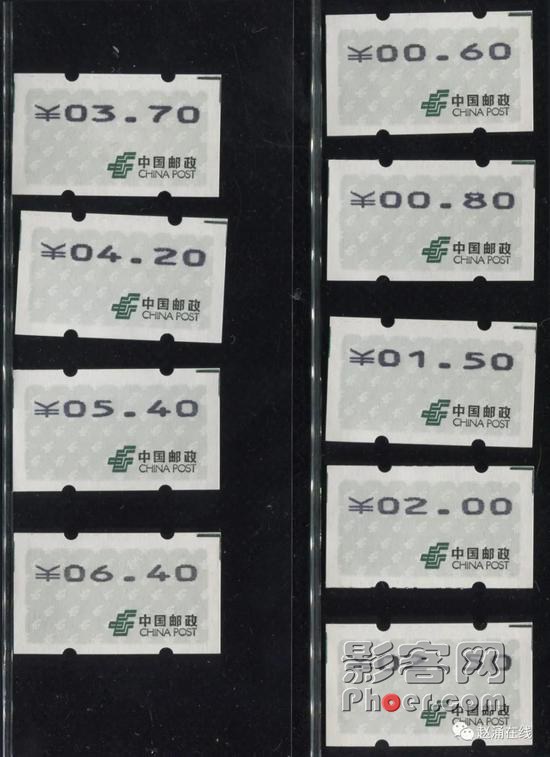 ¥03.70
中国邮政
CHINA POST
¥04.20
中国邮政
CHINA POST
¥05.40
中国邮政
CHINA POST
¥06.40
中国邮政
CHINA POST
¥00.60
中国邮政
CHINA POST
¥00.80
中国邮政
CHINA POST
¥01.50
中国邮政
CHINA POST
¥02.00
中国邮政
CHINA POST
影客网
Phoer.com
赵涌在线